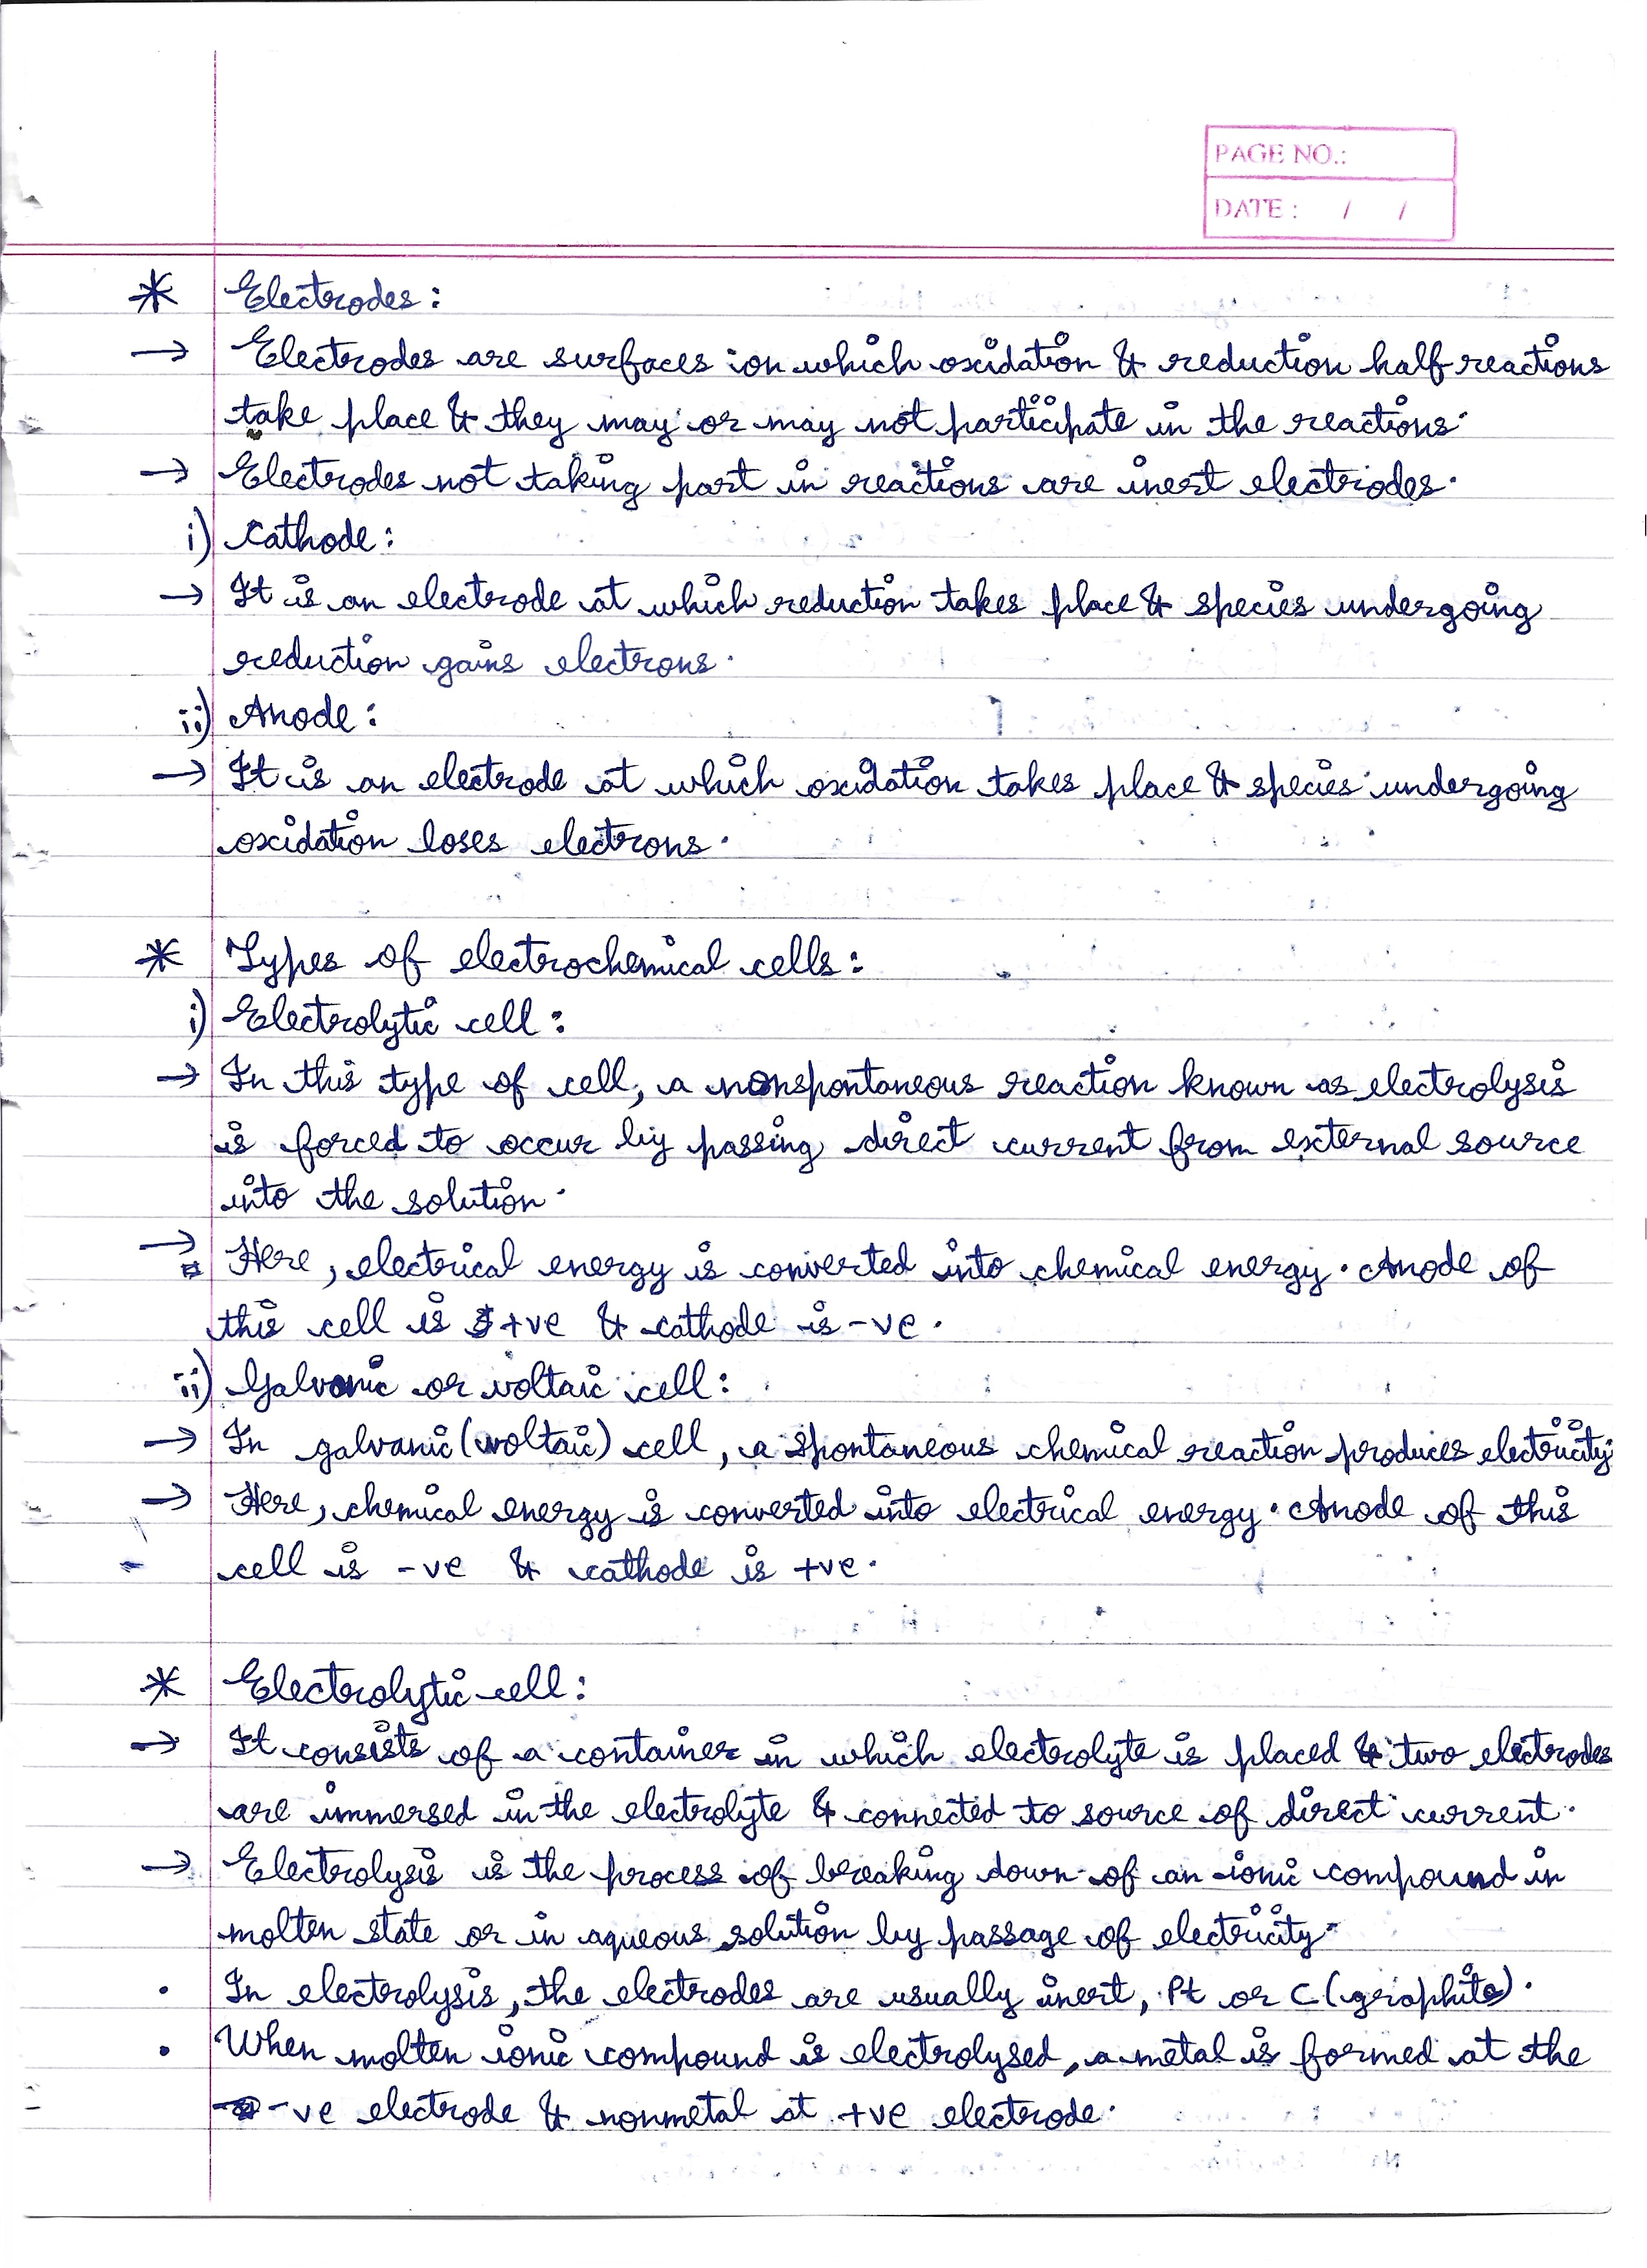 PAGE NO.:
DATE : / /
* Electrodes :
→ Electrodes are surfaces on which oxidation & reduction half reactions
take place & they may or may not participate in the reactions.
→ Electrodes not taking part in reactions are inert electrodes.
i) Cathode :
→ It is an electrode at which reduction takes place & species undergoing
reduction gains electrons.
ii) Anode :
→ It is an electrode at which oxidation takes place & species undergoing
oxidation loses electrons.
* Types of electrochemical cells :
i) Electrolytic cell :
→ In this type of cell, a nonspontaneous reaction known as electrolysis
is forced to occur by passing direct current from external source
into the solution.
→ Here, electrical energy is converted into chemical energy. Anode of
this cell is +ve & cathode is -ve.
ii) Galvanic or voltaic cell :
→ In galvanic (voltaic) cell, a spontaneous chemical reaction produces electricity.
→ Here, chemical energy is converted into electrical energy. Anode of this
cell is -ve & cathode is +ve.
* Electrolytic cell :
→ It consists of a container in which electrolyte is placed & two electrodes
are immersed in the electrolyte & connected to source of direct current.
→ Electrolysis is the process of breaking down of an ionic compound in
molten state or in aqueous solution by passage of electricity.
• In electrolysis, the electrodes are usually inert, Pt or C (graphite).
• When molten ionic compound is electrolysed, a metal is formed at the
-ve electrode & nonmetal at +ve electrode.